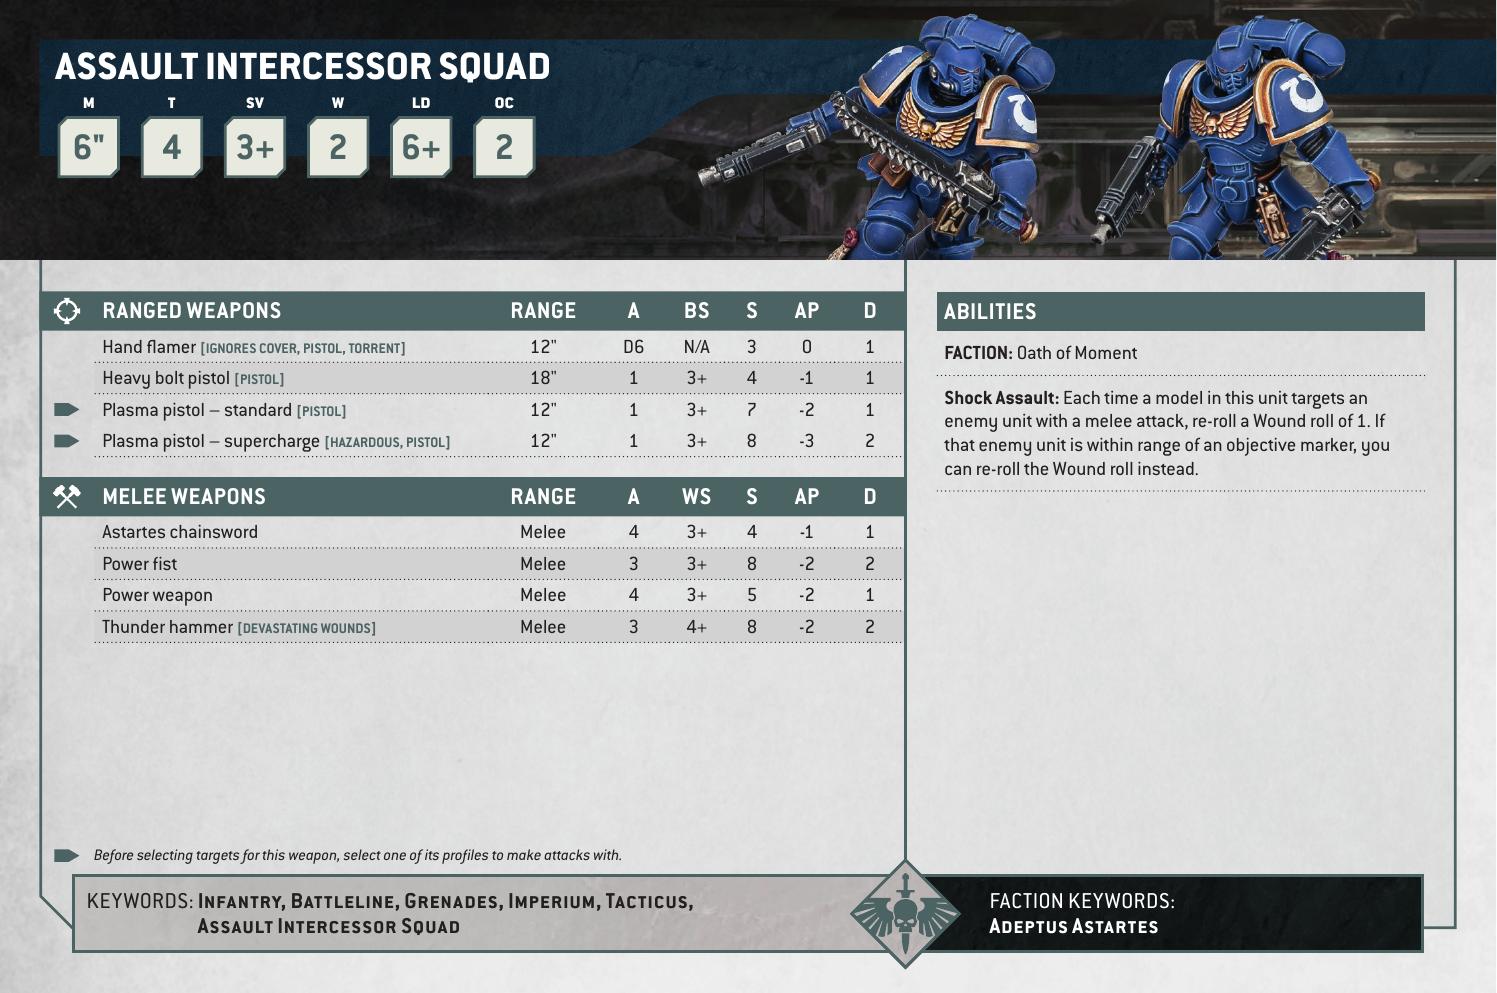 ASSAULT INTERCESSOR SQUAD
M T SV W LD OC
6" 4 3+ 2 6+ 2
RANGED WEAPONS RANGE A BS S AP D
Hand flamer [IGNORES COVER, PISTOL, TORRENT] 12" D6 N/A 3 0 1
Heavy bolt pistol [PISTOL] 18" 1 3+ 4 -1 1
Plasma pistol – standard [PISTOL] 12" 1 3+ 7 -2 1
Plasma pistol – supercharge [HAZARDOUS, PISTOL] 12" 1 3+ 8 -3 2
MELEE WEAPONS RANGE A WS S AP D
Astartes chainsword Melee 4 3+ 4 -1 1
Power fist Melee 3 3+ 8 -2 2
Power weapon Melee 4 3+ 5 -2 1
Thunder hammer [DEVASTATING WOUNDS] Melee 3 4+ 8 -2 2
Before selecting targets for this weapon, select one of its profiles to make attacks with.
ABILITIES
FACTION: Oath of Moment
Shock Assault: Each time a model in this unit targets an
enemy unit with a melee attack, re-roll a Wound roll of 1. If
that enemy unit is within range of an objective marker, you
can re-roll the Wound roll instead.
KEYWORDS: INFANTRY, BATTLELINE, GRENADES, IMPERIUM, TACTICUS,
ASSAULT INTERCESSOR SQUAD
FACTION KEYWORDS:
ADEPTUS ASTARTES